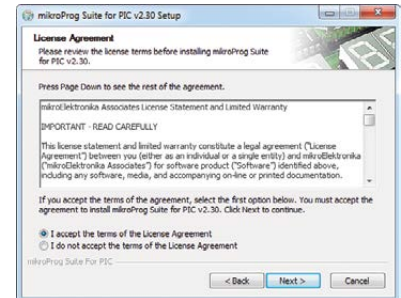 mikroProg Suite for PIC v2.30 Setup
License Agreement
Please review the license terms before installing mikroProg Suite
for PIC v2.30.
Press Page Down to see the rest of the agreement.
mikroElektronika Associates License Statement and Limited Warranty
IMPORTANT - READ CAREFULLY
This license statement and limited warranty constitute a legal agreement ("License
Agreement") between you (either as an individual or a single entity) and mikroElektronika
("mikroElektronika Associates") for software product ("Software") identified above,
including any software, media, and accompanying on-line or printed documentation.
If you accept the terms of the agreement, select the first option below. You must accept the
agreement to install mikroProg Suite for PIC v2.30. Click Next to continue.
I accept the terms of the License Agreement
I do not accept the terms of the License Agreement
mikroProg Suite For PIC
< Back
Next >
Cancel